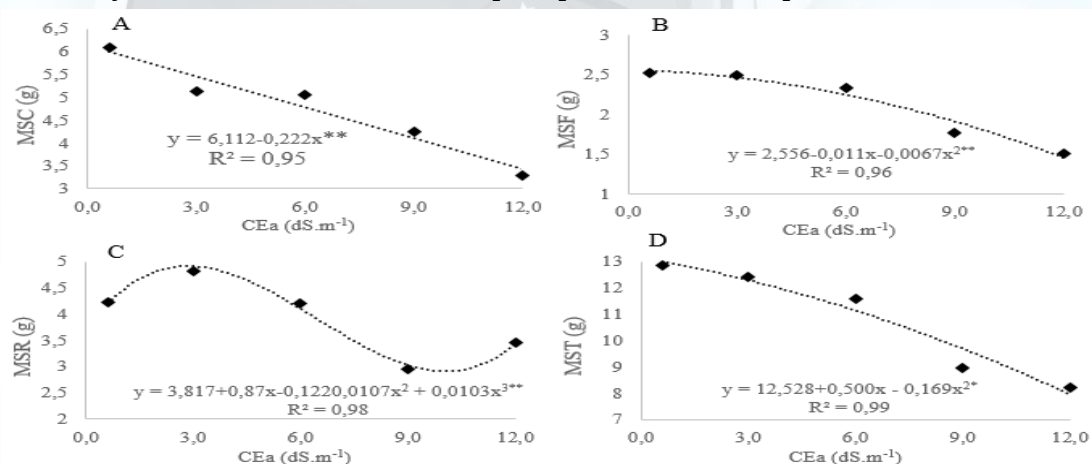 A
MSC (g)
6,5
6
5,5
5
4,5
4
3,5
3
y = 6,112-0,222x**
R² = 0,95
0,0 3,0 6,0 9,0 12,0
CEa (dS.m⁻¹)
B
MSF (g)
3
2,5
2
1,5
1
y = 2,556-0,011x-0,0067x²**
R² = 0,96
0,0 3,0 6,0 9,0 12,0
CEa (dS.m⁻¹)
C
MSR (g)
5
4,5
4
3,5
3
2,5
2
y = 3,817+0,87x-0,1220,0107x² + 0,0103x³**
R² = 0,98
0,0 3,0 6,0 9,0 12,0
CEa (dS.m⁻¹)
D
MST (g)
13
12
11
10
9
8
7
y = 12,528+0,500x - 0,169x²*
R² = 0,99
0,0 3,0 6,0 9,0 12,0
CEa (dS.m⁻¹)